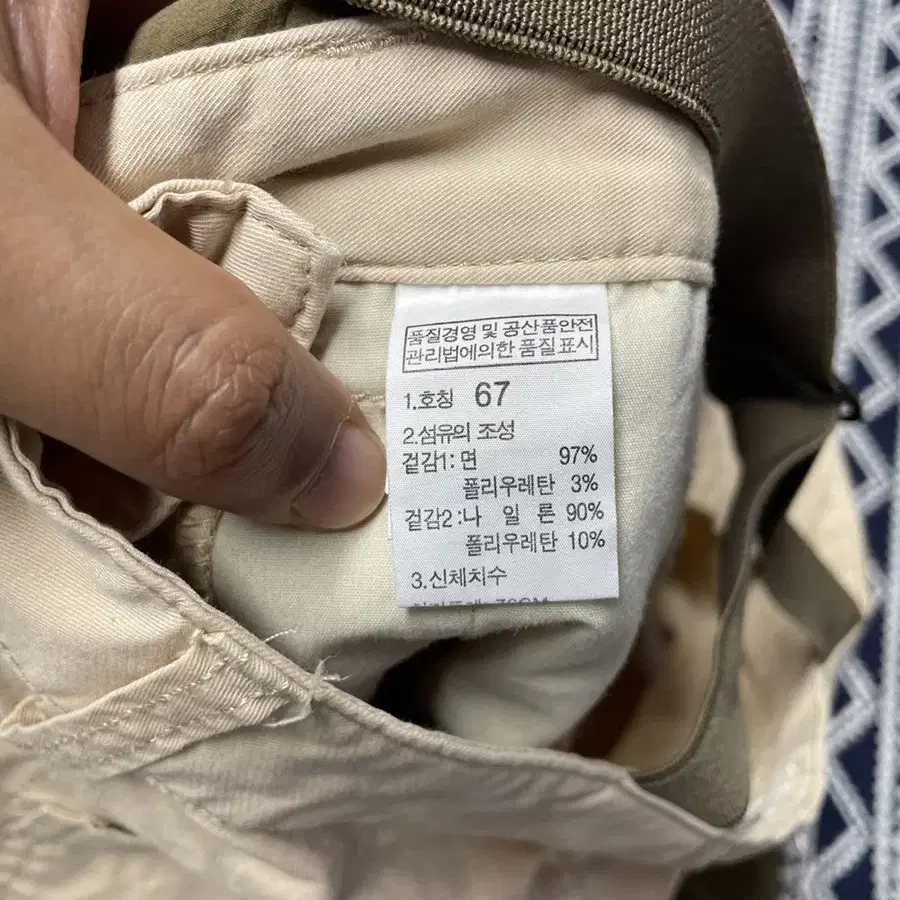 품질경영 및 공산품안전
관리법에의한 품질표시
1.호칭 67
2.섬유의 조성
겉감1: 면 97%
폴리우레탄 3%
겉감2 :나 일 론 90%
폴리우레탄 10%
3.신체치수